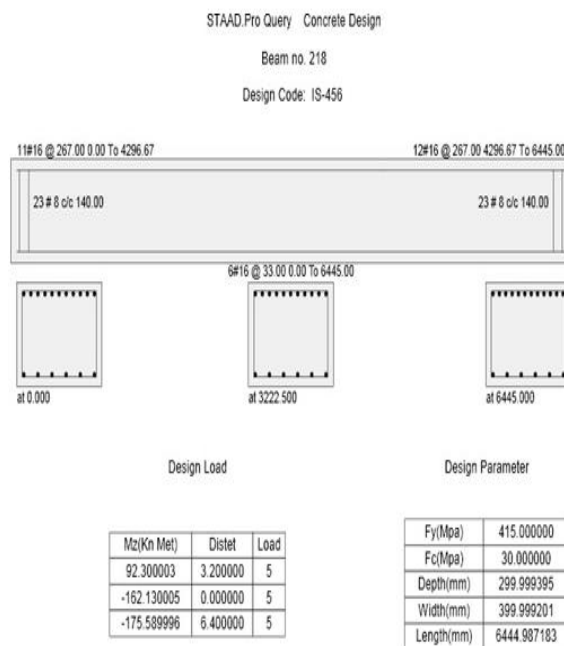 STAAD.Pro Query Concrete Design
Beam no. 218
Design Code: IS-456
11#16 @ 267.00 0.00 To 4296.67
12#16 @ 267.00 4296.67 To 6445.00
23 # 8 c/c 140.00
23 # 8 c/c 140.00
6#16 @ 33.00 0.00 To 6445.00
at 0.000
at 3222.500
at 6445.000
Design Load
Mz(Kn Met) Distet Load
92.300003 3.200000 5
-162.130005 0.000000 5
-175.589996 6.400000 5
Design Parameter
Fy(Mpa) 415.000000
Fc(Mpa) 30.000000
Depth(mm) 299.999395
Width(mm) 399.999201
Length(mm) 6444.987183